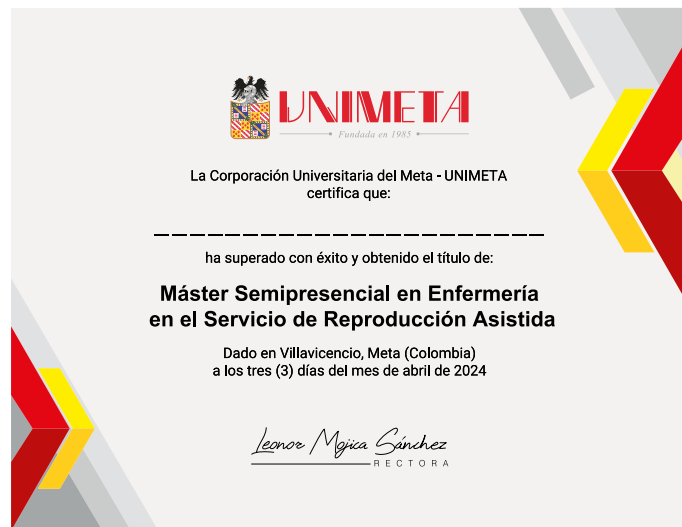 UNIMETA
Fundada en 1985
La Corporación Universitaria del Meta - UNIMETA
certifica que:
ha superado con éxito y obtenido el título de:
Máster Semipresencial en Enfermería
en el Servicio de Reproducción Asistida
Dado en Villavicencio, Meta (Colombia)
a los tres (3) días del mes de abril de 2024
Leonor Mojica Sánchez
RECTORA